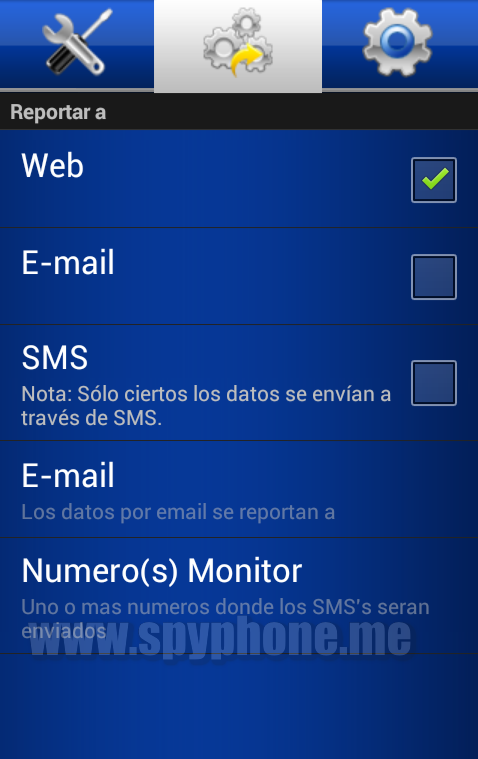 Reportar a
Web
E-mail
SMS
Nota: Sólo ciertos los datos se envían a
través de SMS.
E-mail
Los datos por email se reportan a
Numero(s) Monitor
Uno o mas numeros donde los SMS's seran
enviados
www.spyphone.me